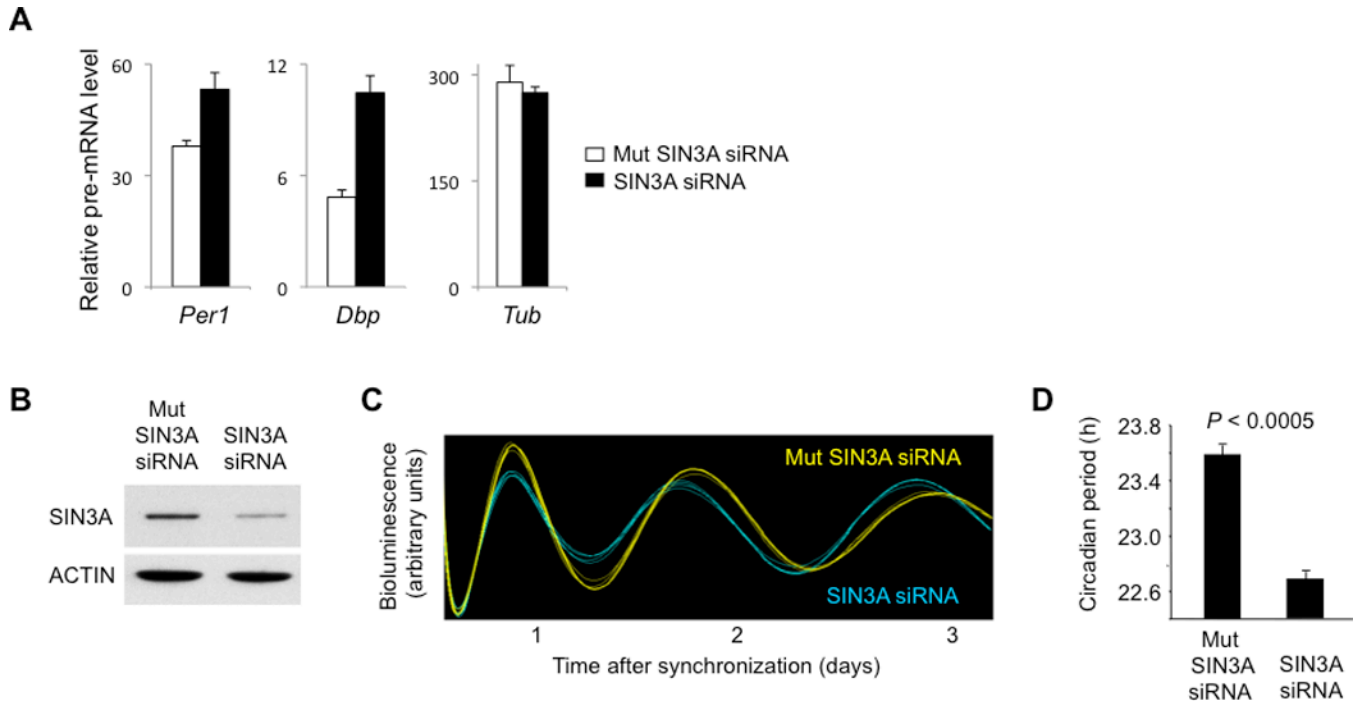 A
Relative pre-mRNA level
60
30
0
Per1
12
6
0
Dbp
300
150
0
Tub
Mut SIN3A siRNA
SIN3A siRNA
B
Mut
SIN3A
siRNA
SIN3A
siRNA
SIN3A
ACTIN
C
Bioluminescence
(arbitrary units)
Mut SIN3A siRNA
SIN3A siRNA
1 2 3
Time after synchronization (days)
D
Circadian period (h)
P < 0.0005
23.8
23.4
23.0
22.6
Mut
SIN3A
siRNA
SIN3A
siRNA